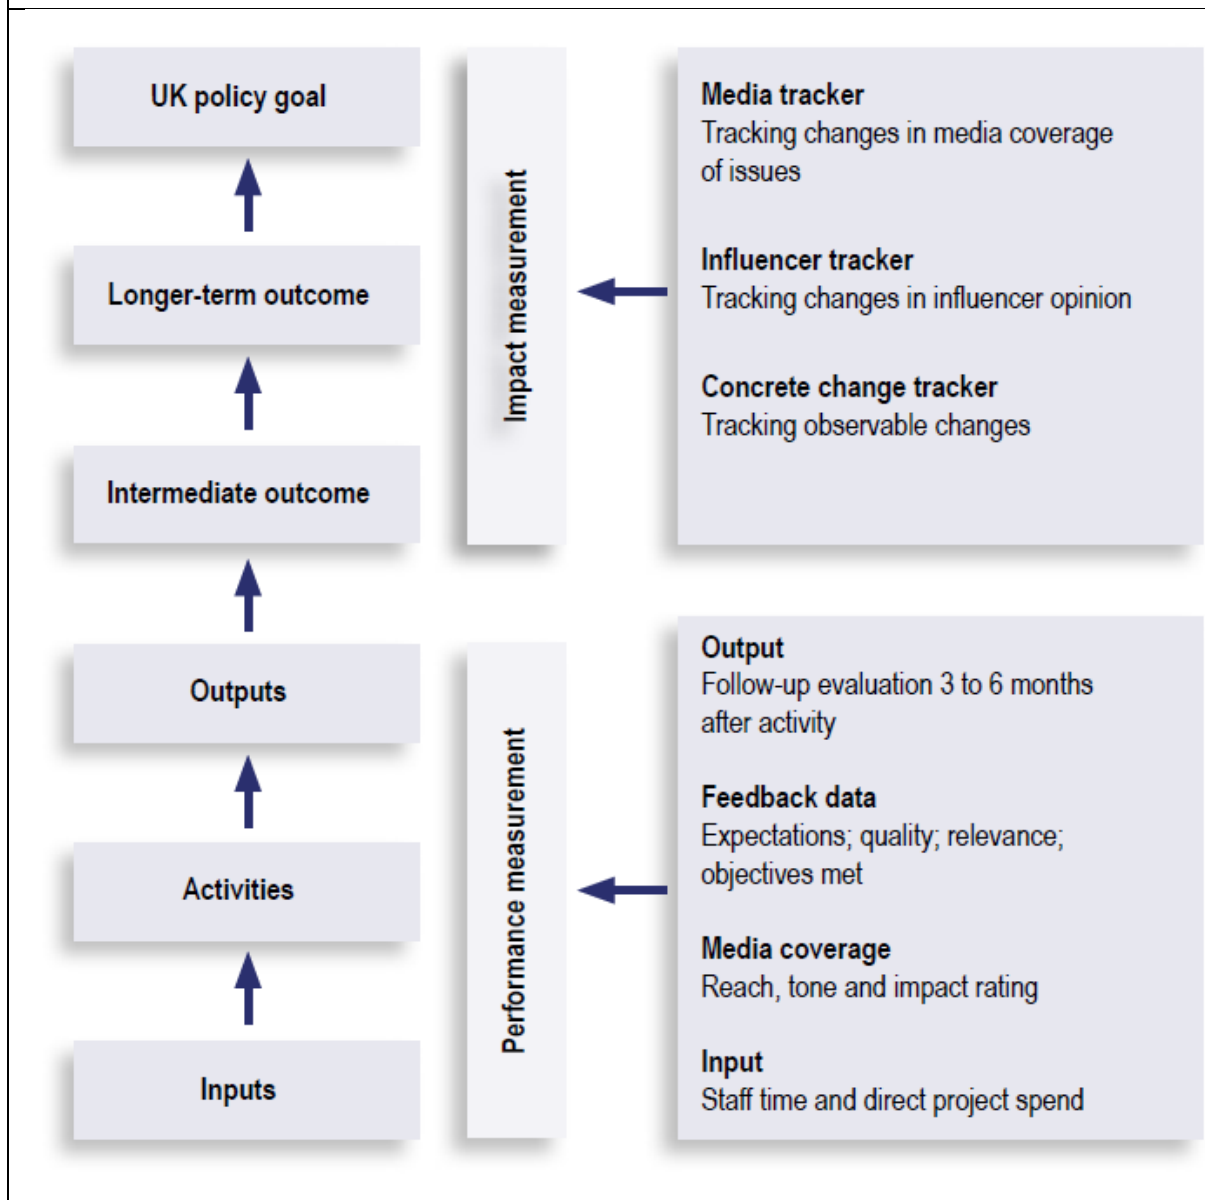 UK policy goal
Longer-term outcome
Intermediate outcome
Outputs
Activities
Inputs
Impact measurement
Performance measurement
Media tracker
Tracking changes in media coverage
of issues
Influencer tracker
Tracking changes in influencer opinion
Concrete change tracker
Tracking observable changes
Output
Follow-up evaluation 3 to 6 months
after activity
Feedback data
Expectations; quality; relevance;
objectives met
Media coverage
Reach, tone and impact rating
Input
Staff time and direct project spend